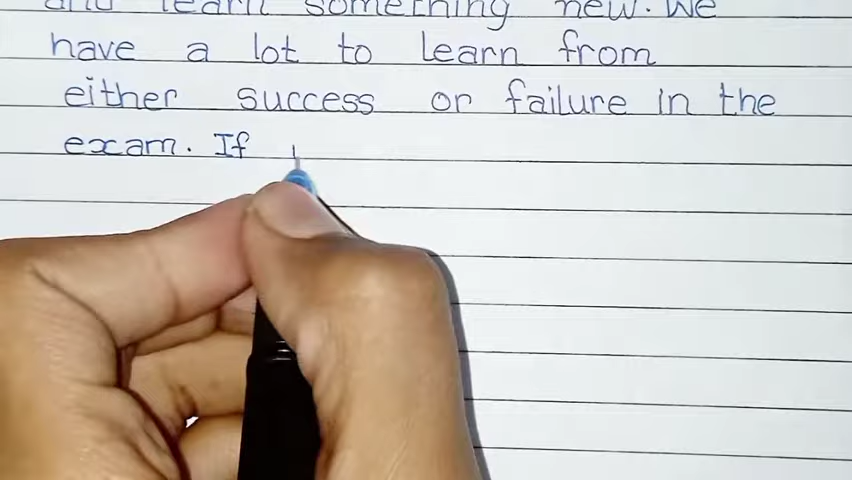 and learn something new. We
have a lot to learn from
either success or failure in the
exam. If